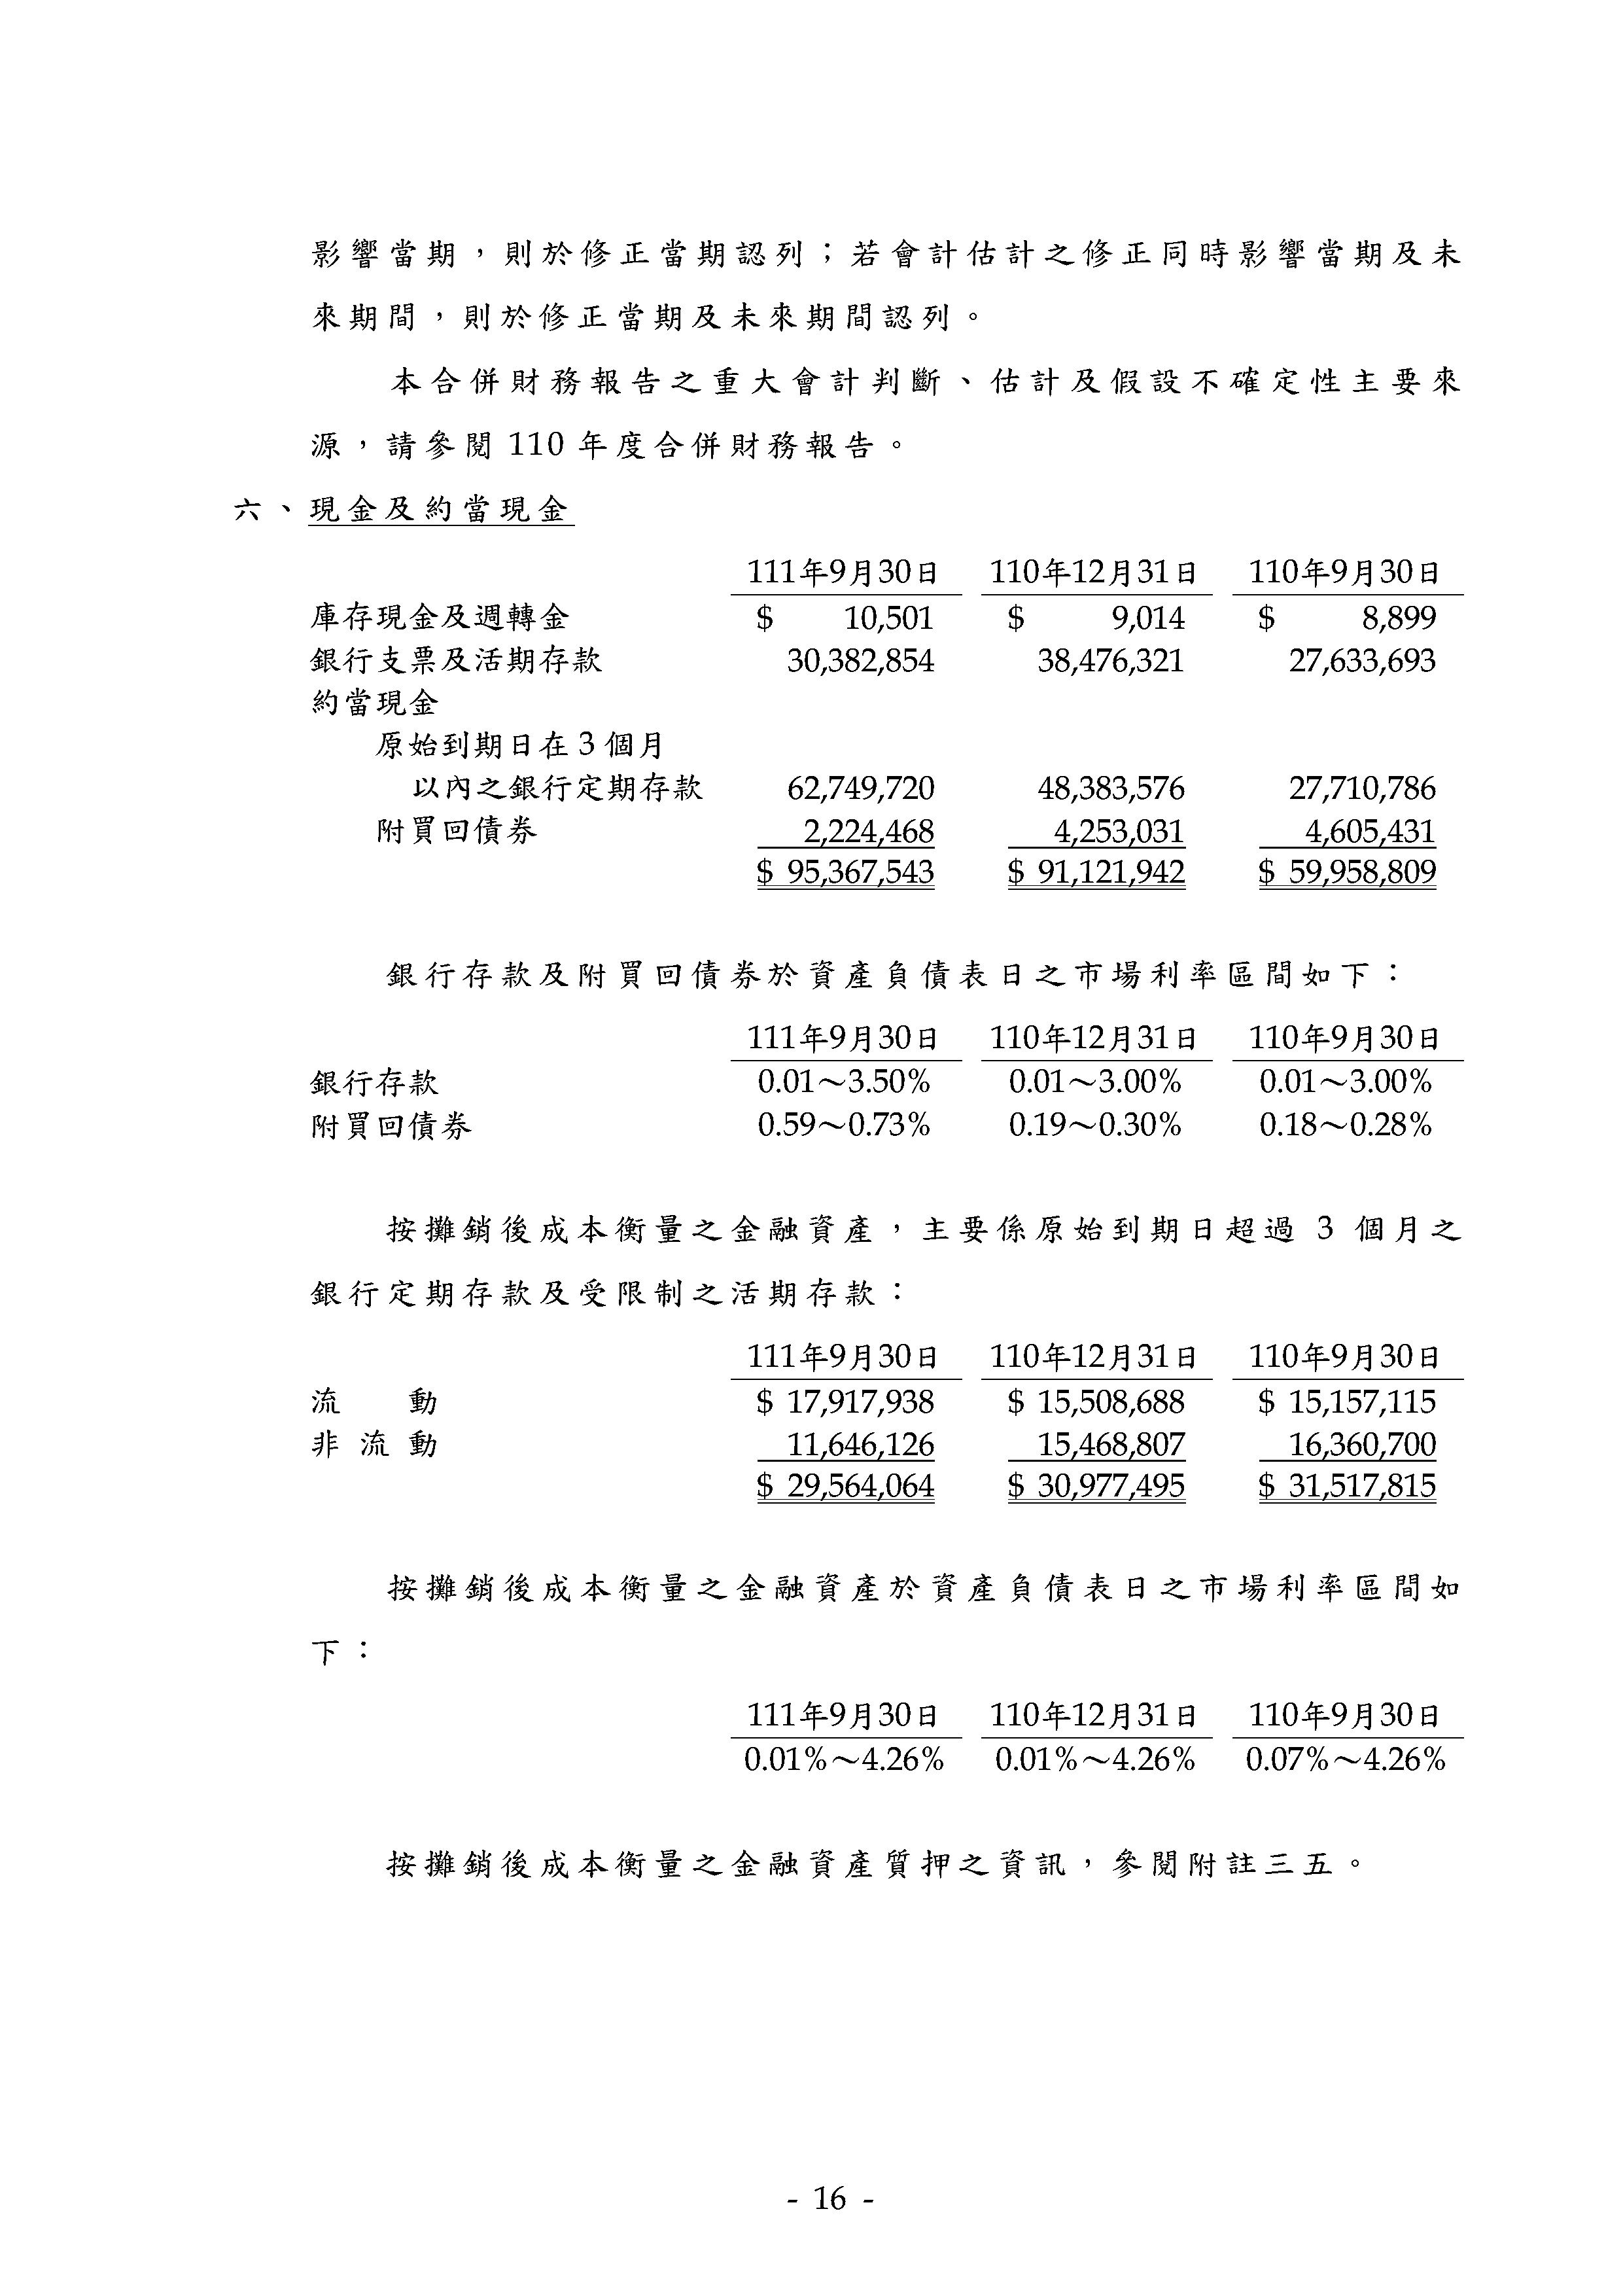 影響當期，則於修正當期認列；若會計估計之修正同時影響當期及未
來期間，則於修正當期及未來期間認列。
本合併財務報告之重大會計判斷、估計及假設不確定性主要來
源，請參閱 110 年度合併財務報告。
六、現金及約當現金
111年9月30日 110年12月31日 110年9月30日
庫存現金及週轉金 $ 10,501 $ 9,014 $ 8,899
銀行支票及活期存款 30,382,854 38,476,321 27,633,693
約當現金
原始到期日在 3 個月
以內之銀行定期存款 62,749,720 48,383,576 27,710,786
附買回債券 2,224,468 4,253,031 4,605,431
$ 95,367,543 $ 91,121,942 $ 59,958,809
銀行存款及附買回債券於資產負債表日之市場利率區間如下：
111年9月30日 110年12月31日 110年9月30日
銀行存款 0.01～3.50% 0.01～3.00% 0.01～3.00%
附買回債券 0.59～0.73% 0.19～0.30% 0.18～0.28%
按攤銷後成本衡量之金融資產，主要係原始到期日超過 3 個月之
銀行定期存款及受限制之活期存款：
111年9月30日 110年12月31日 110年9月30日
流 動 $ 17,917,938 $ 15,508,688 $ 15,157,115
非 流 動 11,646,126 15,468,807 16,360,700
$ 29,564,064 $ 30,977,495 $ 31,517,815
按攤銷後成本衡量之金融資產於資產負債表日之市場利率區間如
下：
111年9月30日 110年12月31日 110年9月30日
0.01%～4.26% 0.01%～4.26% 0.07%～4.26%
按攤銷後成本衡量之金融資產質押之資訊，參閱附註三五。
- 16 -